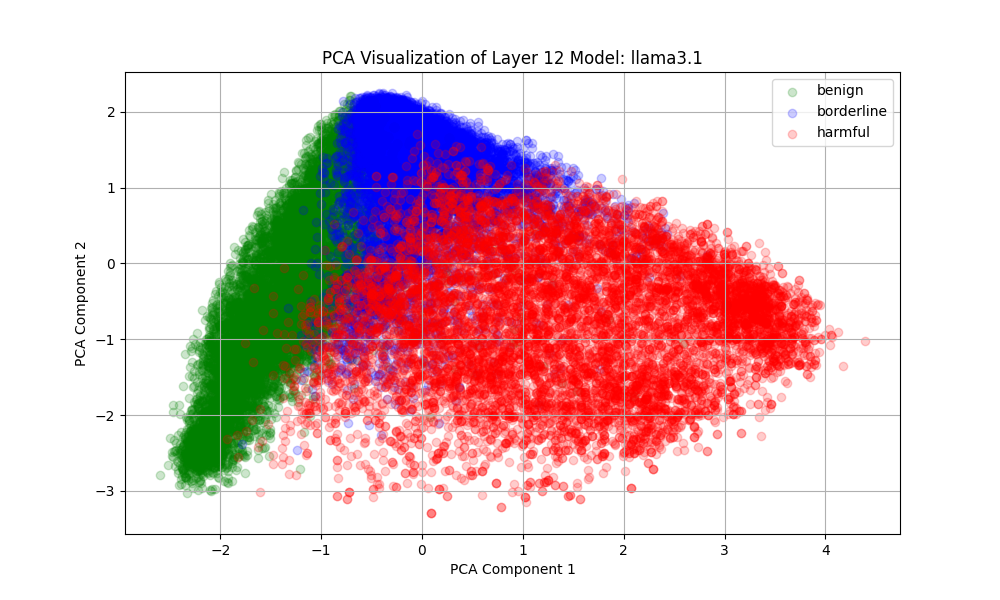 PCA Visualization of Layer 12 Model: llama3.1
benign
borderline
harmful
2
1
0
−1
−2
−3
PCA Component 2
−2 −1 0 1 2 3 4
PCA Component 1